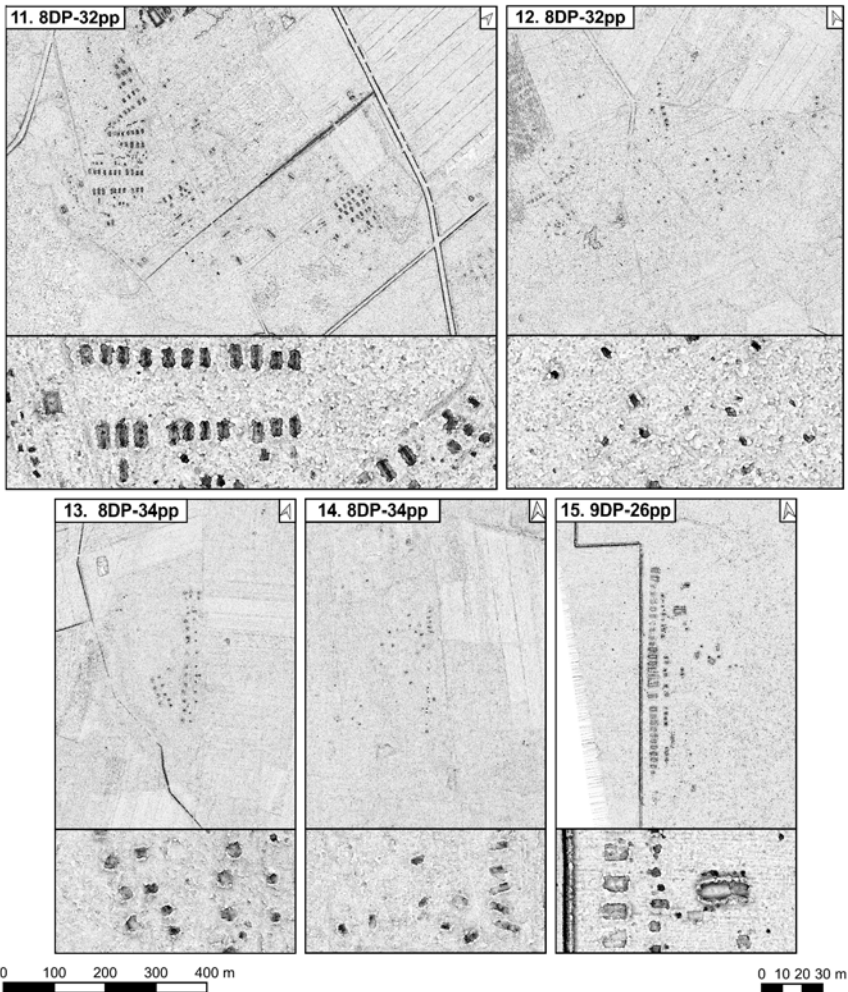 11. 8DP-32pp
12. 8DP-32pp
13. 8DP-34pp
14. 8DP-34pp
15. 9DP-26pp
0 100 200 300 400 m
0 10 20 30 m